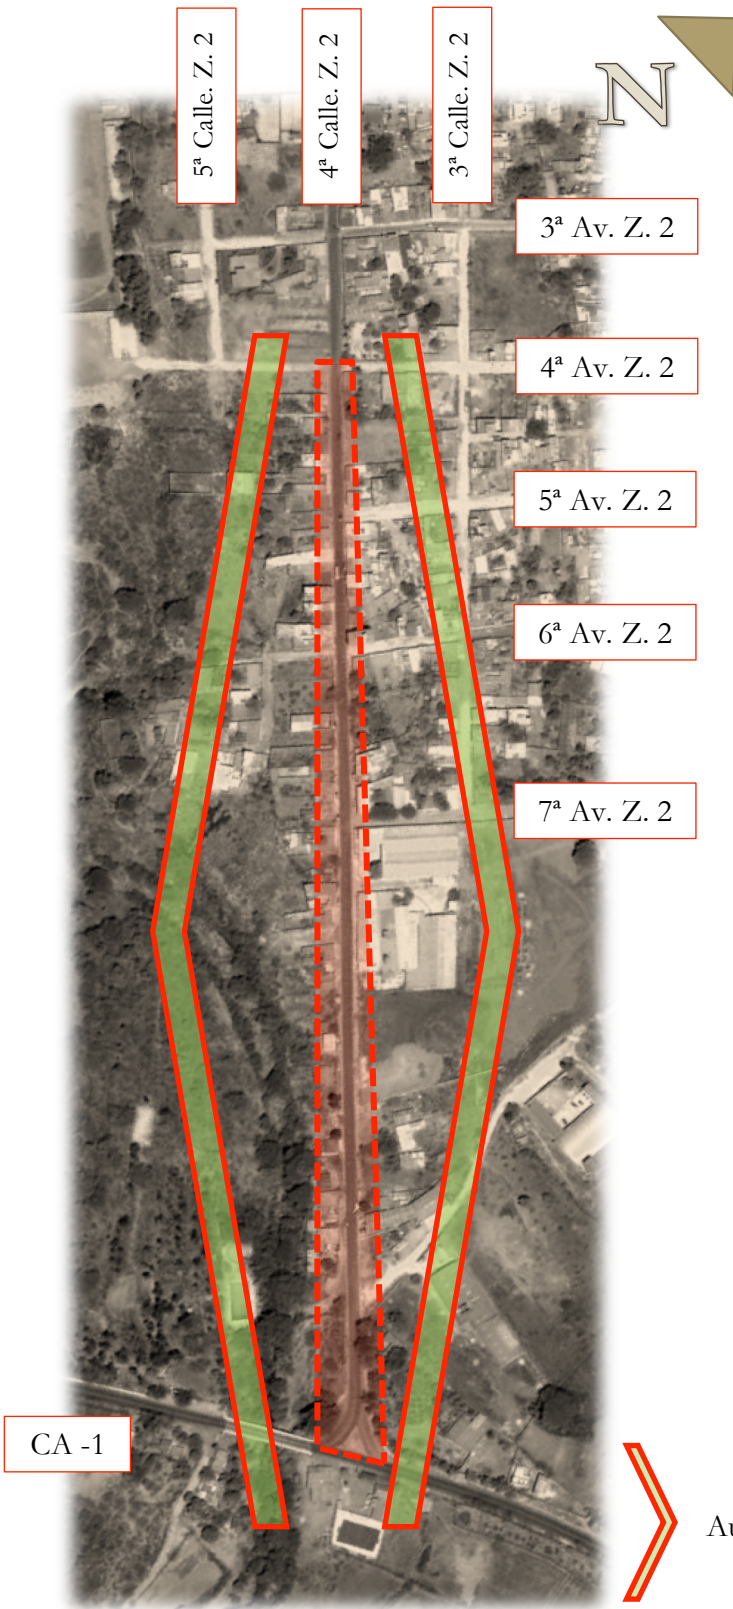 5ª Calle. Z. 2
4ª Calle. Z. 2
3ª Calle. Z. 2
N
3ª Av. Z. 2
4ª Av. Z. 2
5ª Av. Z. 2
6ª Av. Z. 2
7ª Av. Z. 2
CA -1